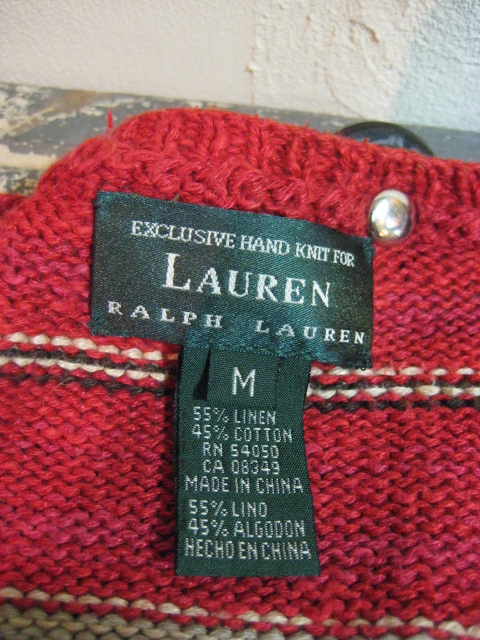 EXCLUSIVE HAND KNIT FOR
LAUREN
RALPH LAUREN
M
55% LINEN
45% COTTON
RN 54050
CA 08349
MADE IN CHINA
55% LINO
45% ALGODON
HECHO EN CHINA